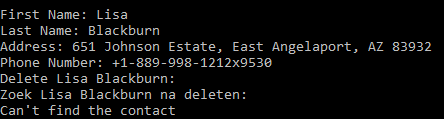 First Name: Lisa
Last Name: Blackburn
Address: 651 Johnson Estate, East Angelaport, AZ 83932
Phone Number: +1-889-998-1212x9530
Delete Lisa Blackburn:
Zoek Lisa Blackburn na deleten:
Can't find the contact